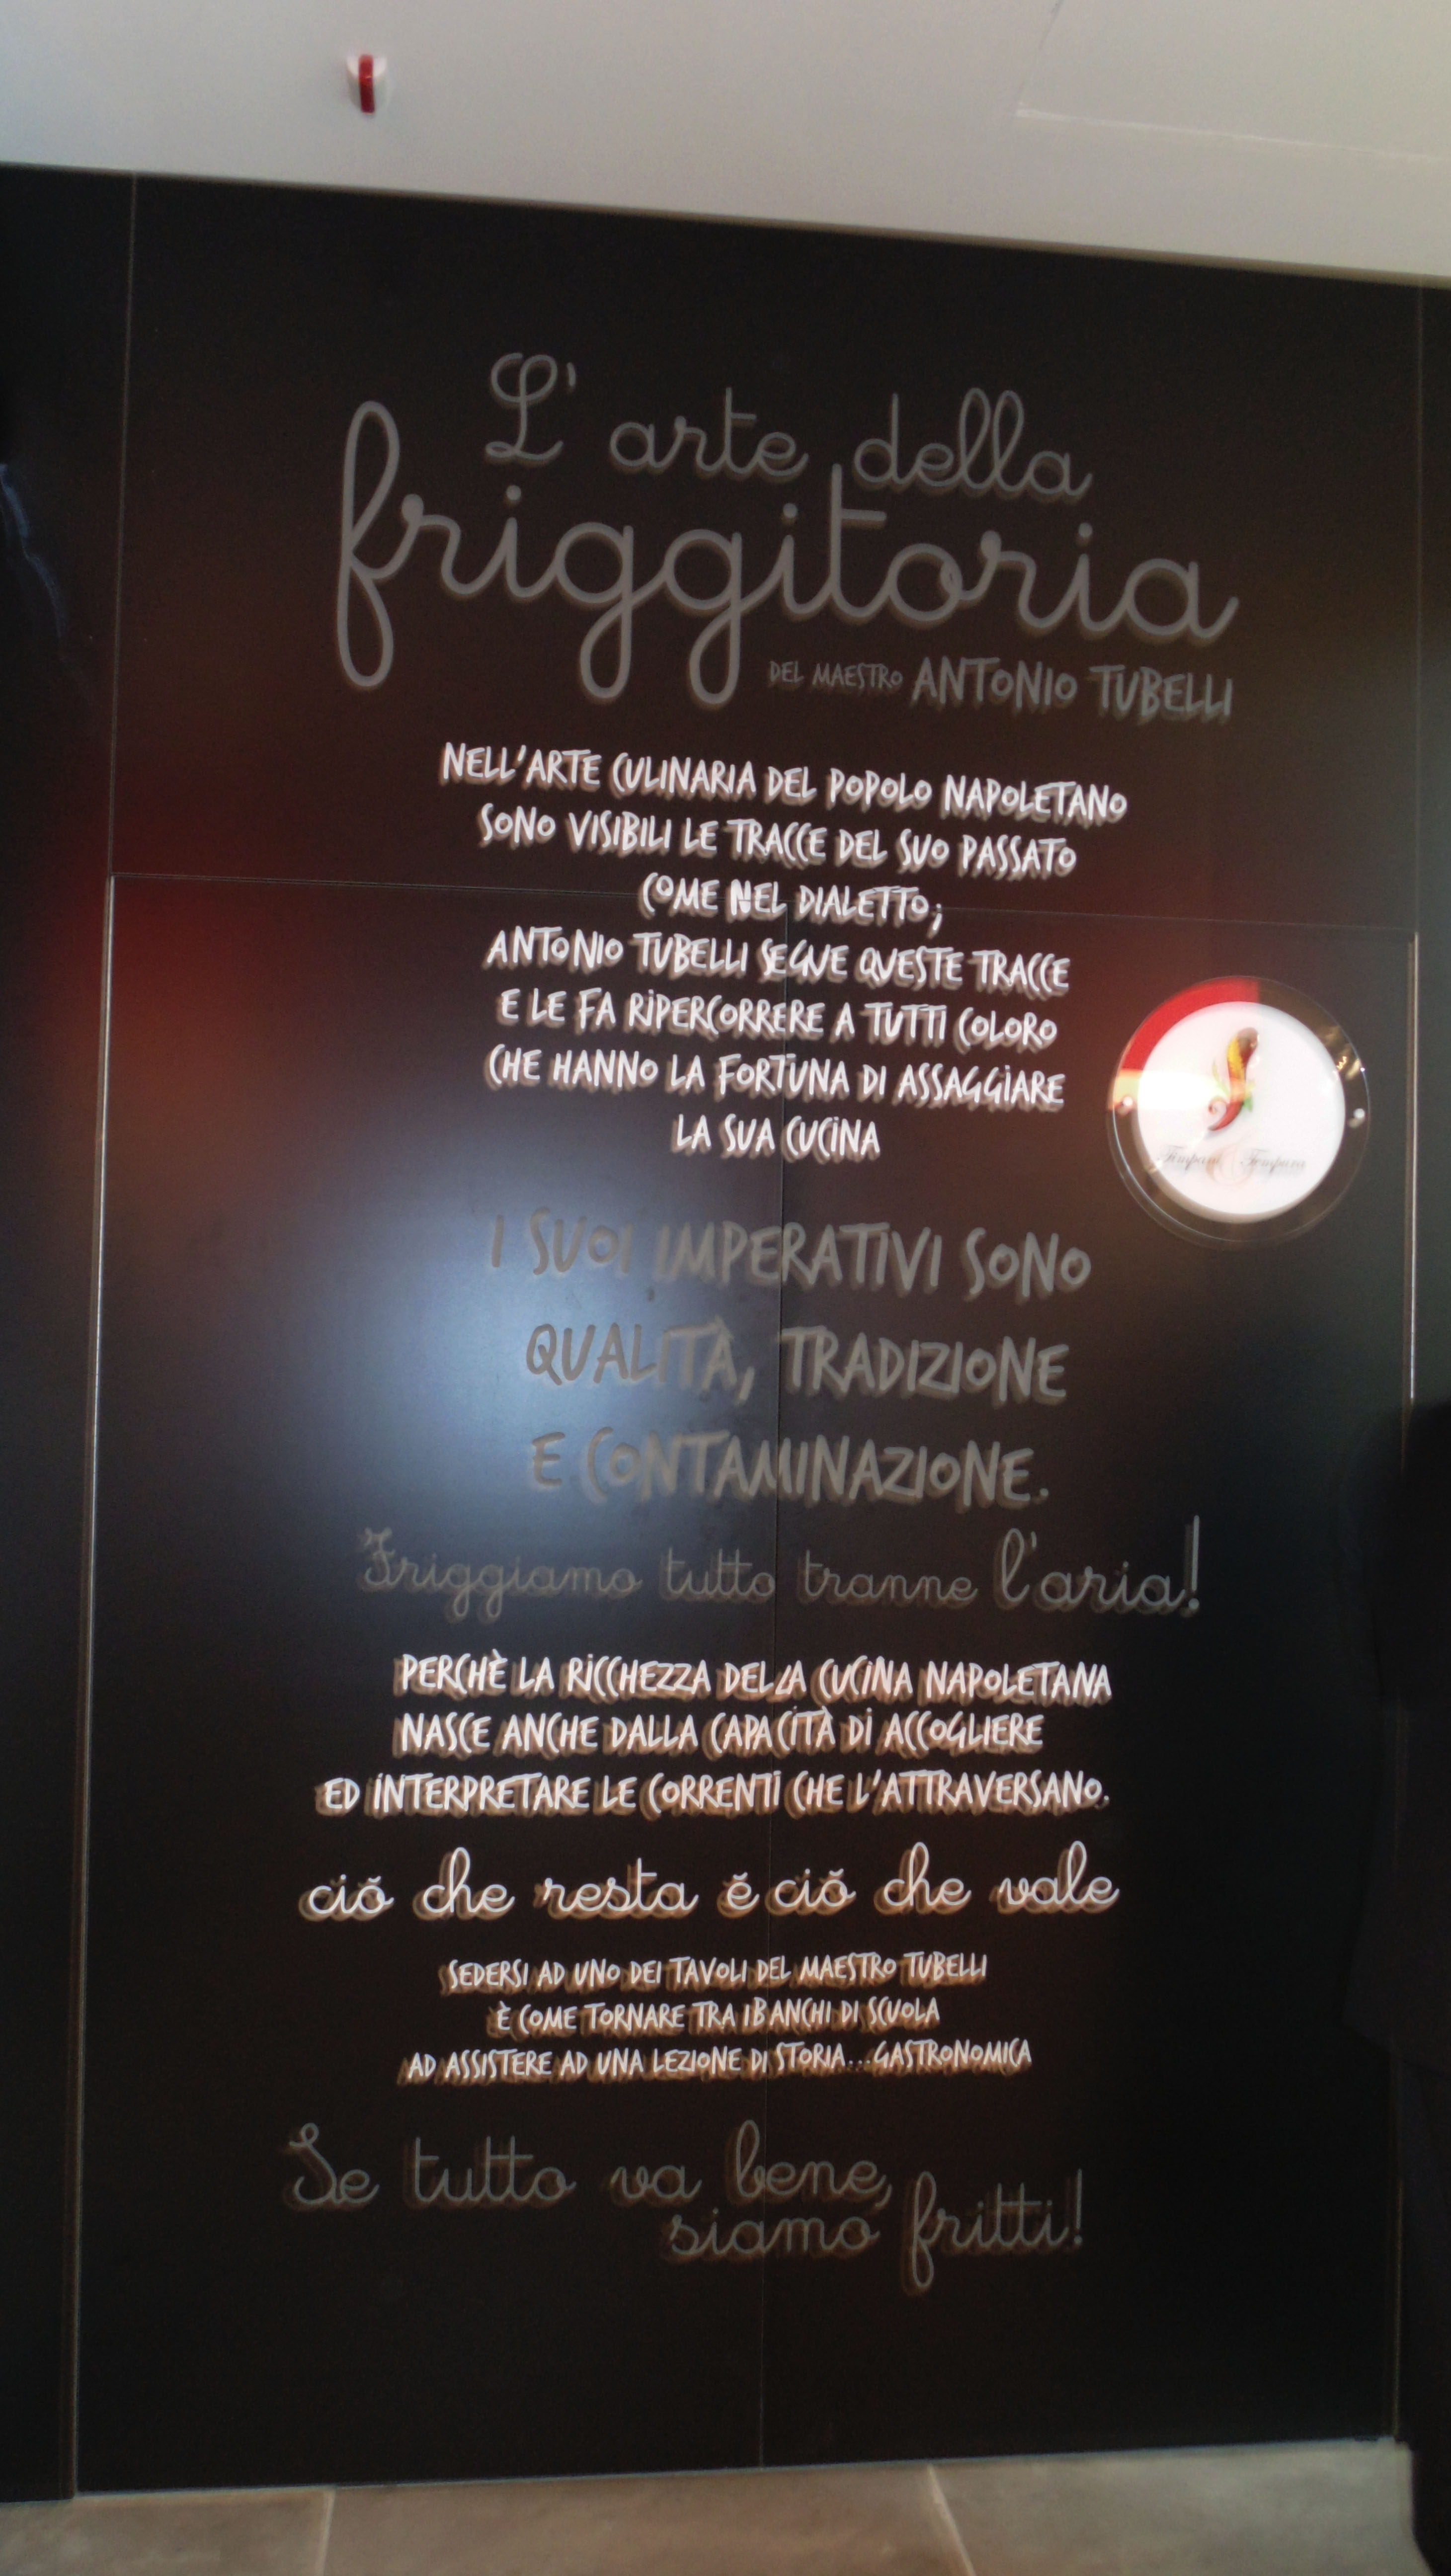 L' arte della
friggitoria
DEL MAESTRO ANTONIO TUBELLI
NELL'ARTE CULINARIA DEL POPOLO NAPOLETANO
SONO VISIBILI LE TRACCE DEL SUO PASSATO
COME NEL DIALETTO;
ANTONIO TUBELLI SEGUE QUESTE TRACCE
E LE FA RIPERCORRERE A TUTTI COLORO
CHE HANNO LA FORTUNA DI ASSAGGIARE
LA SUA CUCINA
I SUOI IMPERATIVI SONO
QUALITÀ, TRADIZIONE
E CONTAMINAZIONE.
Friggiamo tutto tranne l'aria!
PERCHÈ LA RICCHEZZA DELLA CUCINA NAPOLETANA
NASCE ANCHE DALLA CAPACITÀ DI ACCOGLIERE
ED INTERPRETARE LE CORRENTI CHE L'ATTRAVERSANO.
ciŏ che resta ĕ ciŏ che vale
SEDERSI AD UNO DEI TAVOLI DEL MAESTRO TUBELLI
È COME TORNARE TRA I BANCHI DI SCUOLA
AD ASSISTERE AD UNA LEZIONE DI STORIA...GASTRONOMICA
Se tutto va bene,
siamo fritti!
Timpani & Tempura